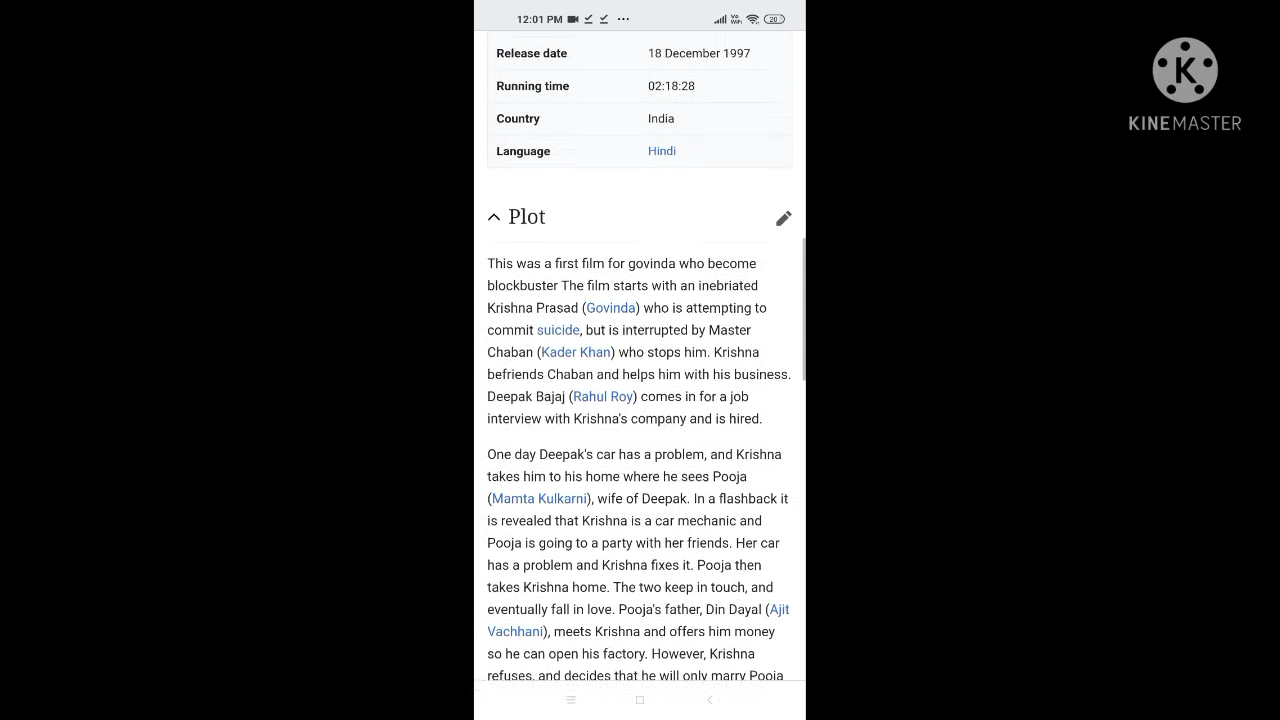 12:01 PM
Vo
WiFi
20
K
KINEMASTER
Release date 18 December 1997
Running time 02:18:28
Country India
Language Hindi
Plot
This was a first film for govinda who become
blockbuster The film starts with an inebriated
Krishna Prasad (Govinda) who is attempting to
commit suicide, but is interrupted by Master
Chaban (Kader Khan) who stops him. Krishna
befriends Chaban and helps him with his business.
Deepak Bajaj (Rahul Roy) comes in for a job
interview with Krishna's company and is hired.
One day Deepak's car has a problem, and Krishna
takes him to his home where he sees Pooja
(Mamta Kulkarni), wife of Deepak. In a flashback it
is revealed that Krishna is a car mechanic and
Pooja is going to a party with her friends. Her car
has a problem and Krishna fixes it. Pooja then
takes Krishna home. The two keep in touch, and
eventually fall in love. Pooja's father, Din Dayal (Ajit
Vachhani), meets Krishna and offers him money
so he can open his factory. However, Krishna
refuses, and decides that he will only marry Pooja